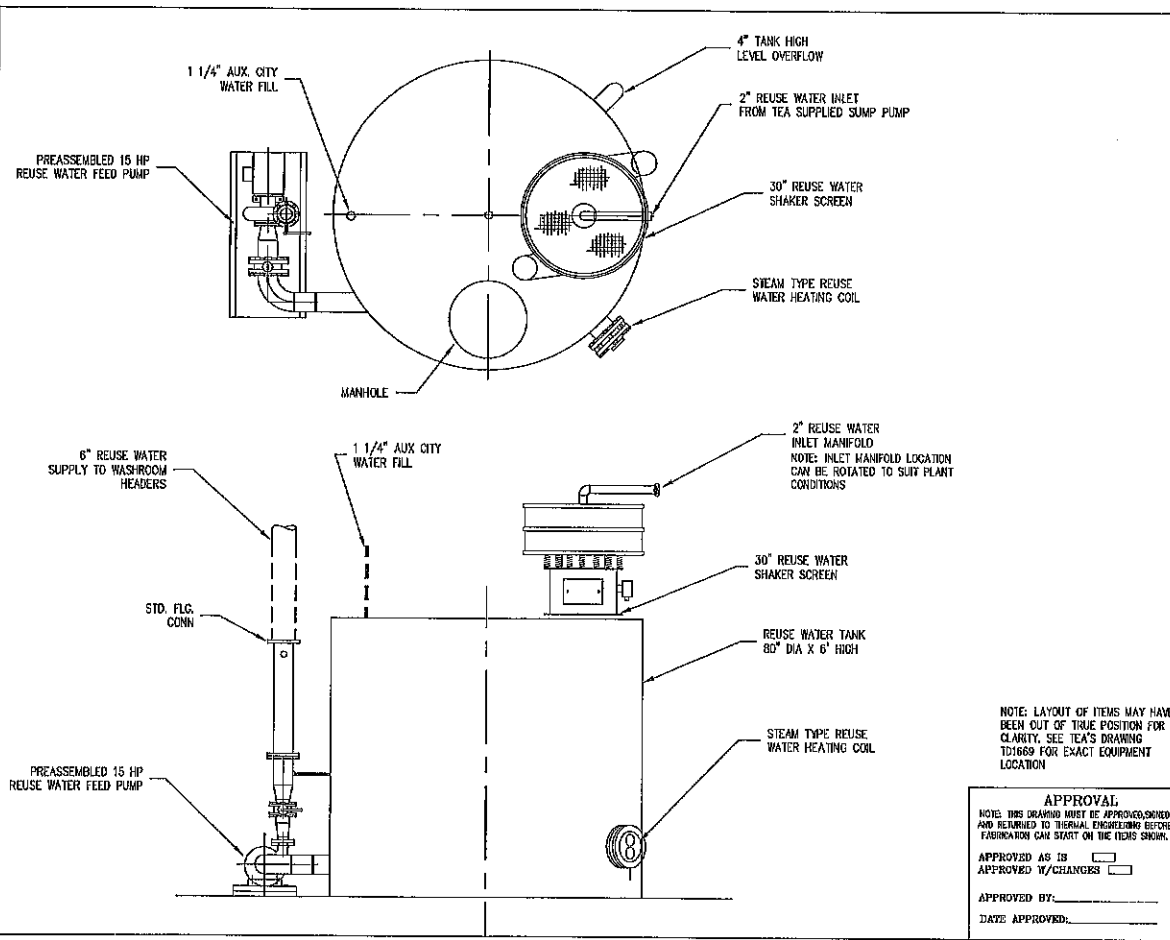 4" TANK HIGH
LEVEL OVERFLOW
1 1/4" AUX. CITY
WATER FILL
2" REUSE WATER INLET
FROM TEA SUPPLIED SUMP PUMP
PREASSEMBLED 15 HP
REUSE WATER FEED PUMP
30" REUSE WATER
SHAKER SCREEN
STEAM TYPE REUSE
WATER HEATING COIL
MANHOLE
6" REUSE WATER
SUPPLY TO WASHROOM
HEADERS
1 1/4" AUX CITY
WATER FILL
2" REUSE WATER
INLET MANIFOLD
NOTE: INLET MANIFOLD LOCATION
CAN BE ROTATED TO SUIT PLANT
CONDITIONS
30" REUSE WATER
SHAKER SCREEN
STD. FLG.
CONN
REUSE WATER TANK
80" DIA X 6' HIGH
STEAM TYPE REUSE
WATER HEATING COIL
PREASSEMBLED 15 HP
REUSE WATER FEED PUMP
NOTE: LAYOUT OF ITEMS MAY HAVE
BEEN OUT OF TRUE POSITION FOR
CLARITY, SEE TEA'S DRAWING
TD1669 FOR EXACT EQUIPMENT
LOCATION
APPROVAL
NOTE: THIS DRAWING MUST BE APPROVED,SIGNED
AND RETURNED TO THERMAL ENGINEERING BEFORE
FABRICATION CAN START ON THE ITEMS SHOWN.
APPROVED AS IS
APPROVED W/CHANGES
APPROVED BY:
DATE APPROVED: